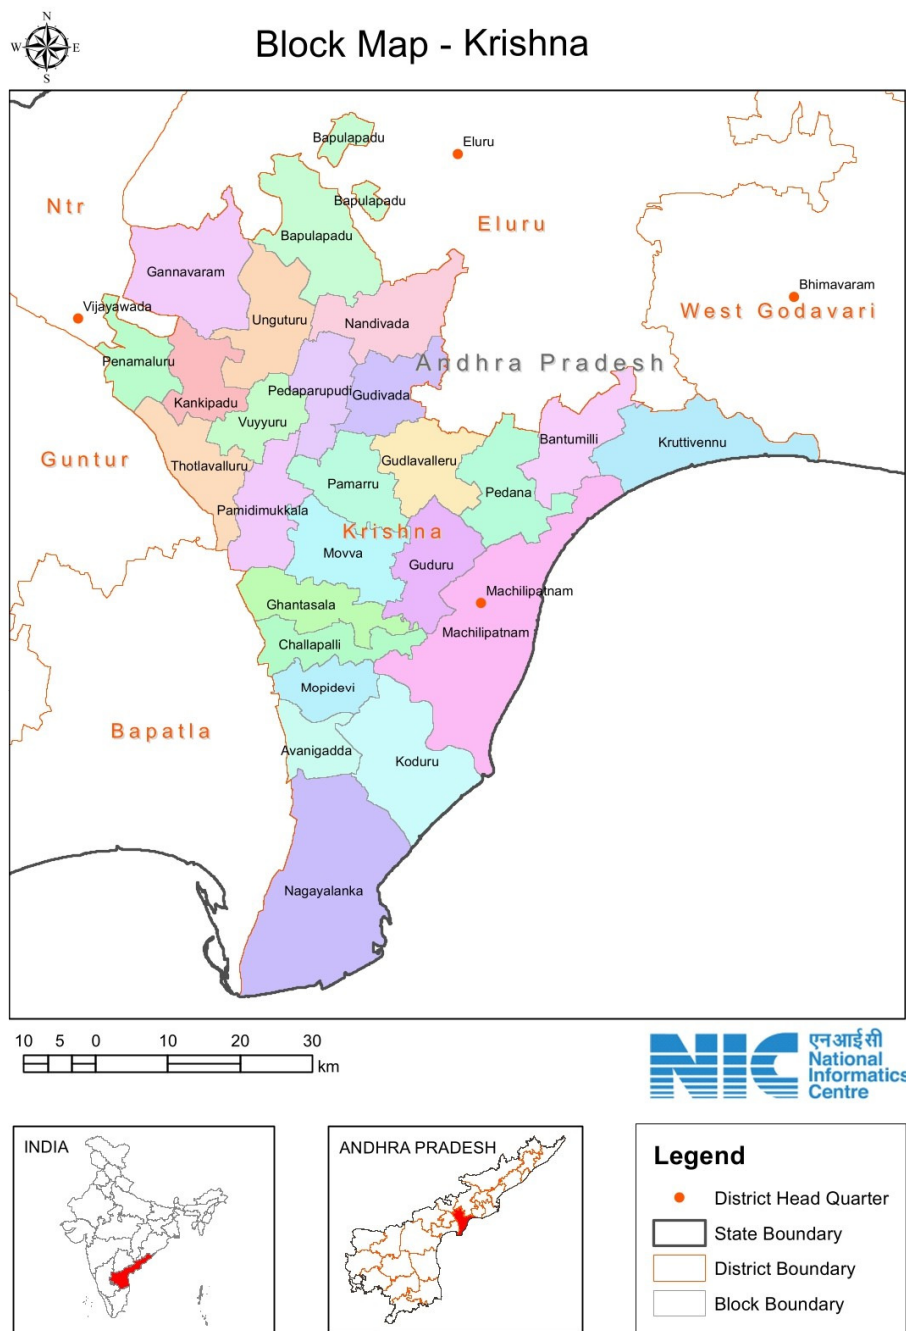 Block Map - Krishna
N
W E
S
Bapulapadu
Eluru
Bapulapadu
Ntr
Eluru
Bapulapadu
Gannavaram
Bhimavaram
Vijayawada
West Godavari
Unguturu
Nandivada
Penamaluru
Andhra Pradesh
Pedaparupudi
Gudivada
Kankipadu
Vuyyuru
Bantumilli
Kruttivennu
Guntur
Thotlavalluru
Gudlavalleru
Pamarru
Pedana
Pamidimukkala
Krishna
Movva
Guduru
Machilipatnam
Ghantasala
Machilipatnam
Challapalli
Mopidevi
Bapatla
Avanigadda
Koduru
Nagayalanka
10 5 0 10 20 30
km
NIC
एन आई सी
National
Informatics
Centre
INDIA
ANDHRA PRADESH
Legend
District Head Quarter
State Boundary
District Boundary
Block Boundary